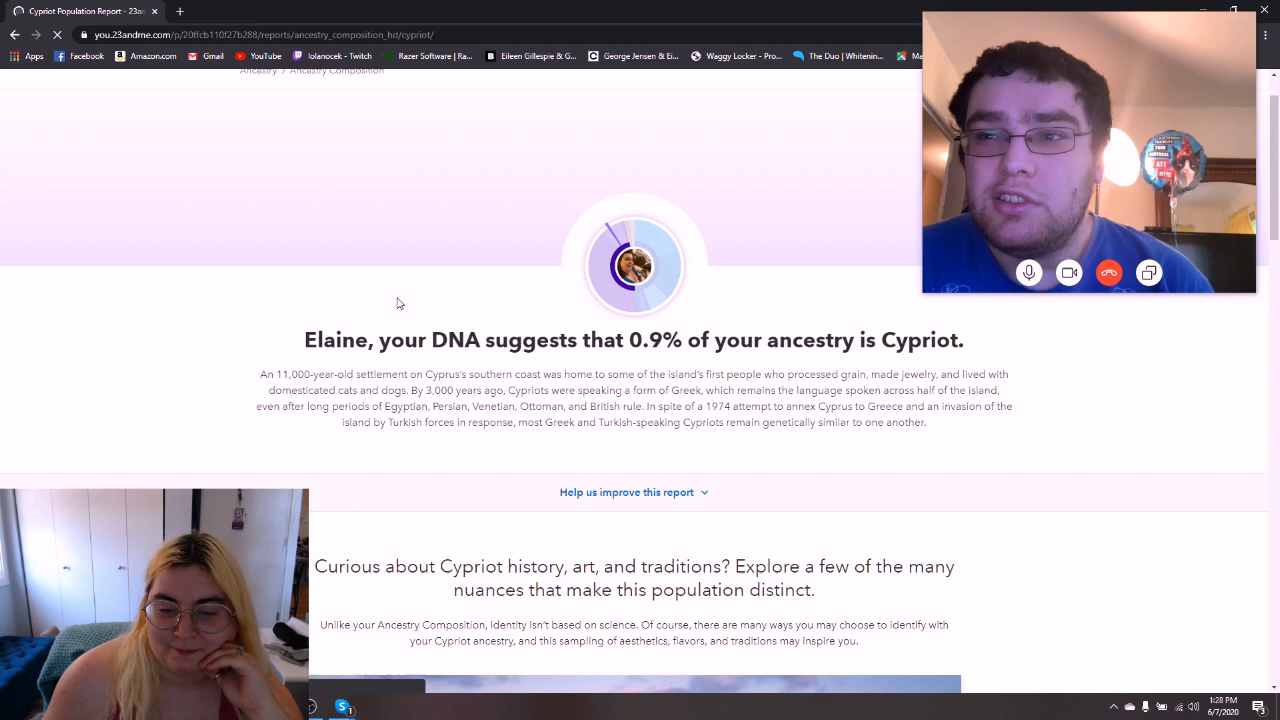 Cypriot Population Report - 23an
you.23andme.com/p/20ffcb110f27b288/reports/ancestry_composition_hd/cypriot/
Apps Facebook Amazon.com Gmail YouTube lolanocek - Twitch Razer Software | Ra... Eileen Gillespie & G... George Jensen & G... Waggy Locker - Pro... The Duo | Whitenin... Ma
Ancestry > Ancestry Composition
YOUR
ATE
HIM
Elaine, your DNA suggests that 0.9% of your ancestry is Cypriot.
An 11,000-year-old settlement on Cyprus's southern coast was home to some of the island's first people who processed grain, made jewelry, and lived with
domesticated cats and dogs. By 3,000 years ago, Cypriots were speaking a form of Greek, which remains the language spoken across half of the island,
even after long periods of Egyptian, Persian, Venetian, Ottoman, and British rule. In spite of a 1974 attempt to annex Cyprus to Greece and an invasion of the
island by Turkish forces in response, most Greek and Turkish-speaking Cypriots remain genetically similar to one another.
Help us improve this report
Curious about Cypriot history, art, and traditions? Explore a few of the many
nuances that make this population distinct.
Unlike your Ancestry Composition, identity isn't based on science. Of course, there are many ways you may choose to identify with
your Cypriot ancestry, and this sampling of aesthetics, flavors, and traditions may inspire you.
1:28 PM
6/7/2020